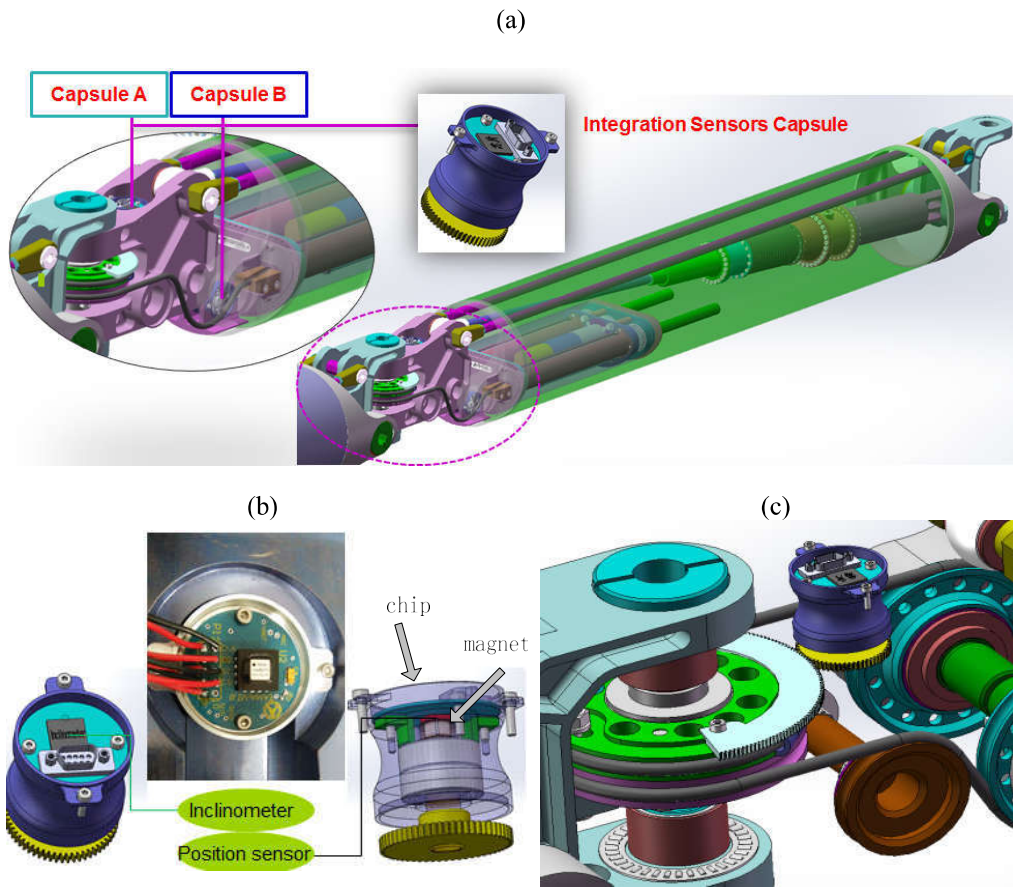 (a)
Capsule A
Capsule B
Integration Sensors Capsule
(b)
(c)
chip
magnet
Inclinometer
Position sensor